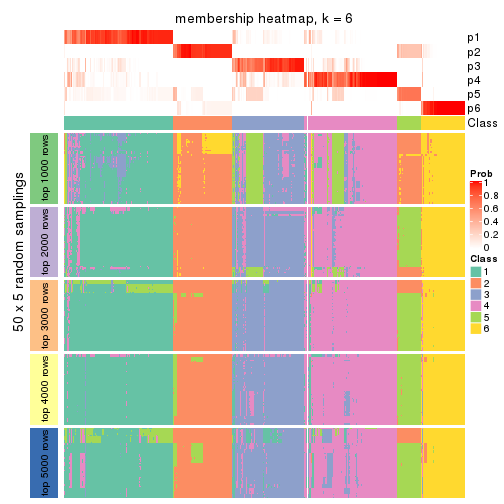 membership heatmap, k = 6
p1
p2
p3
p4
p5
p6
Class
50 x 5 random samplings
top 1000 rows
top 2000 rows
top 3000 rows
top 4000 rows
top 5000 rows
Prob
1
0.8
0.6
0.4
0.2
0
Class
1
2
3
4
5
6